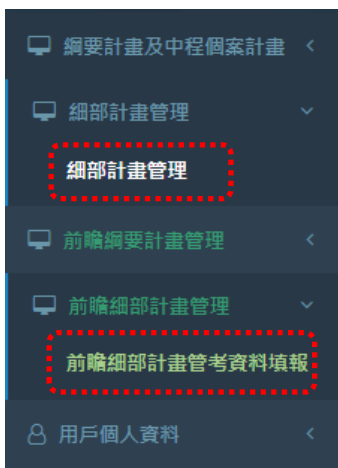 綱要計畫及中程個案計畫
細部計畫管理
細部計畫管理
前瞻綱要計畫管理
前瞻細部計畫管理
前瞻細部計畫管考資料填報
用戶個人資料